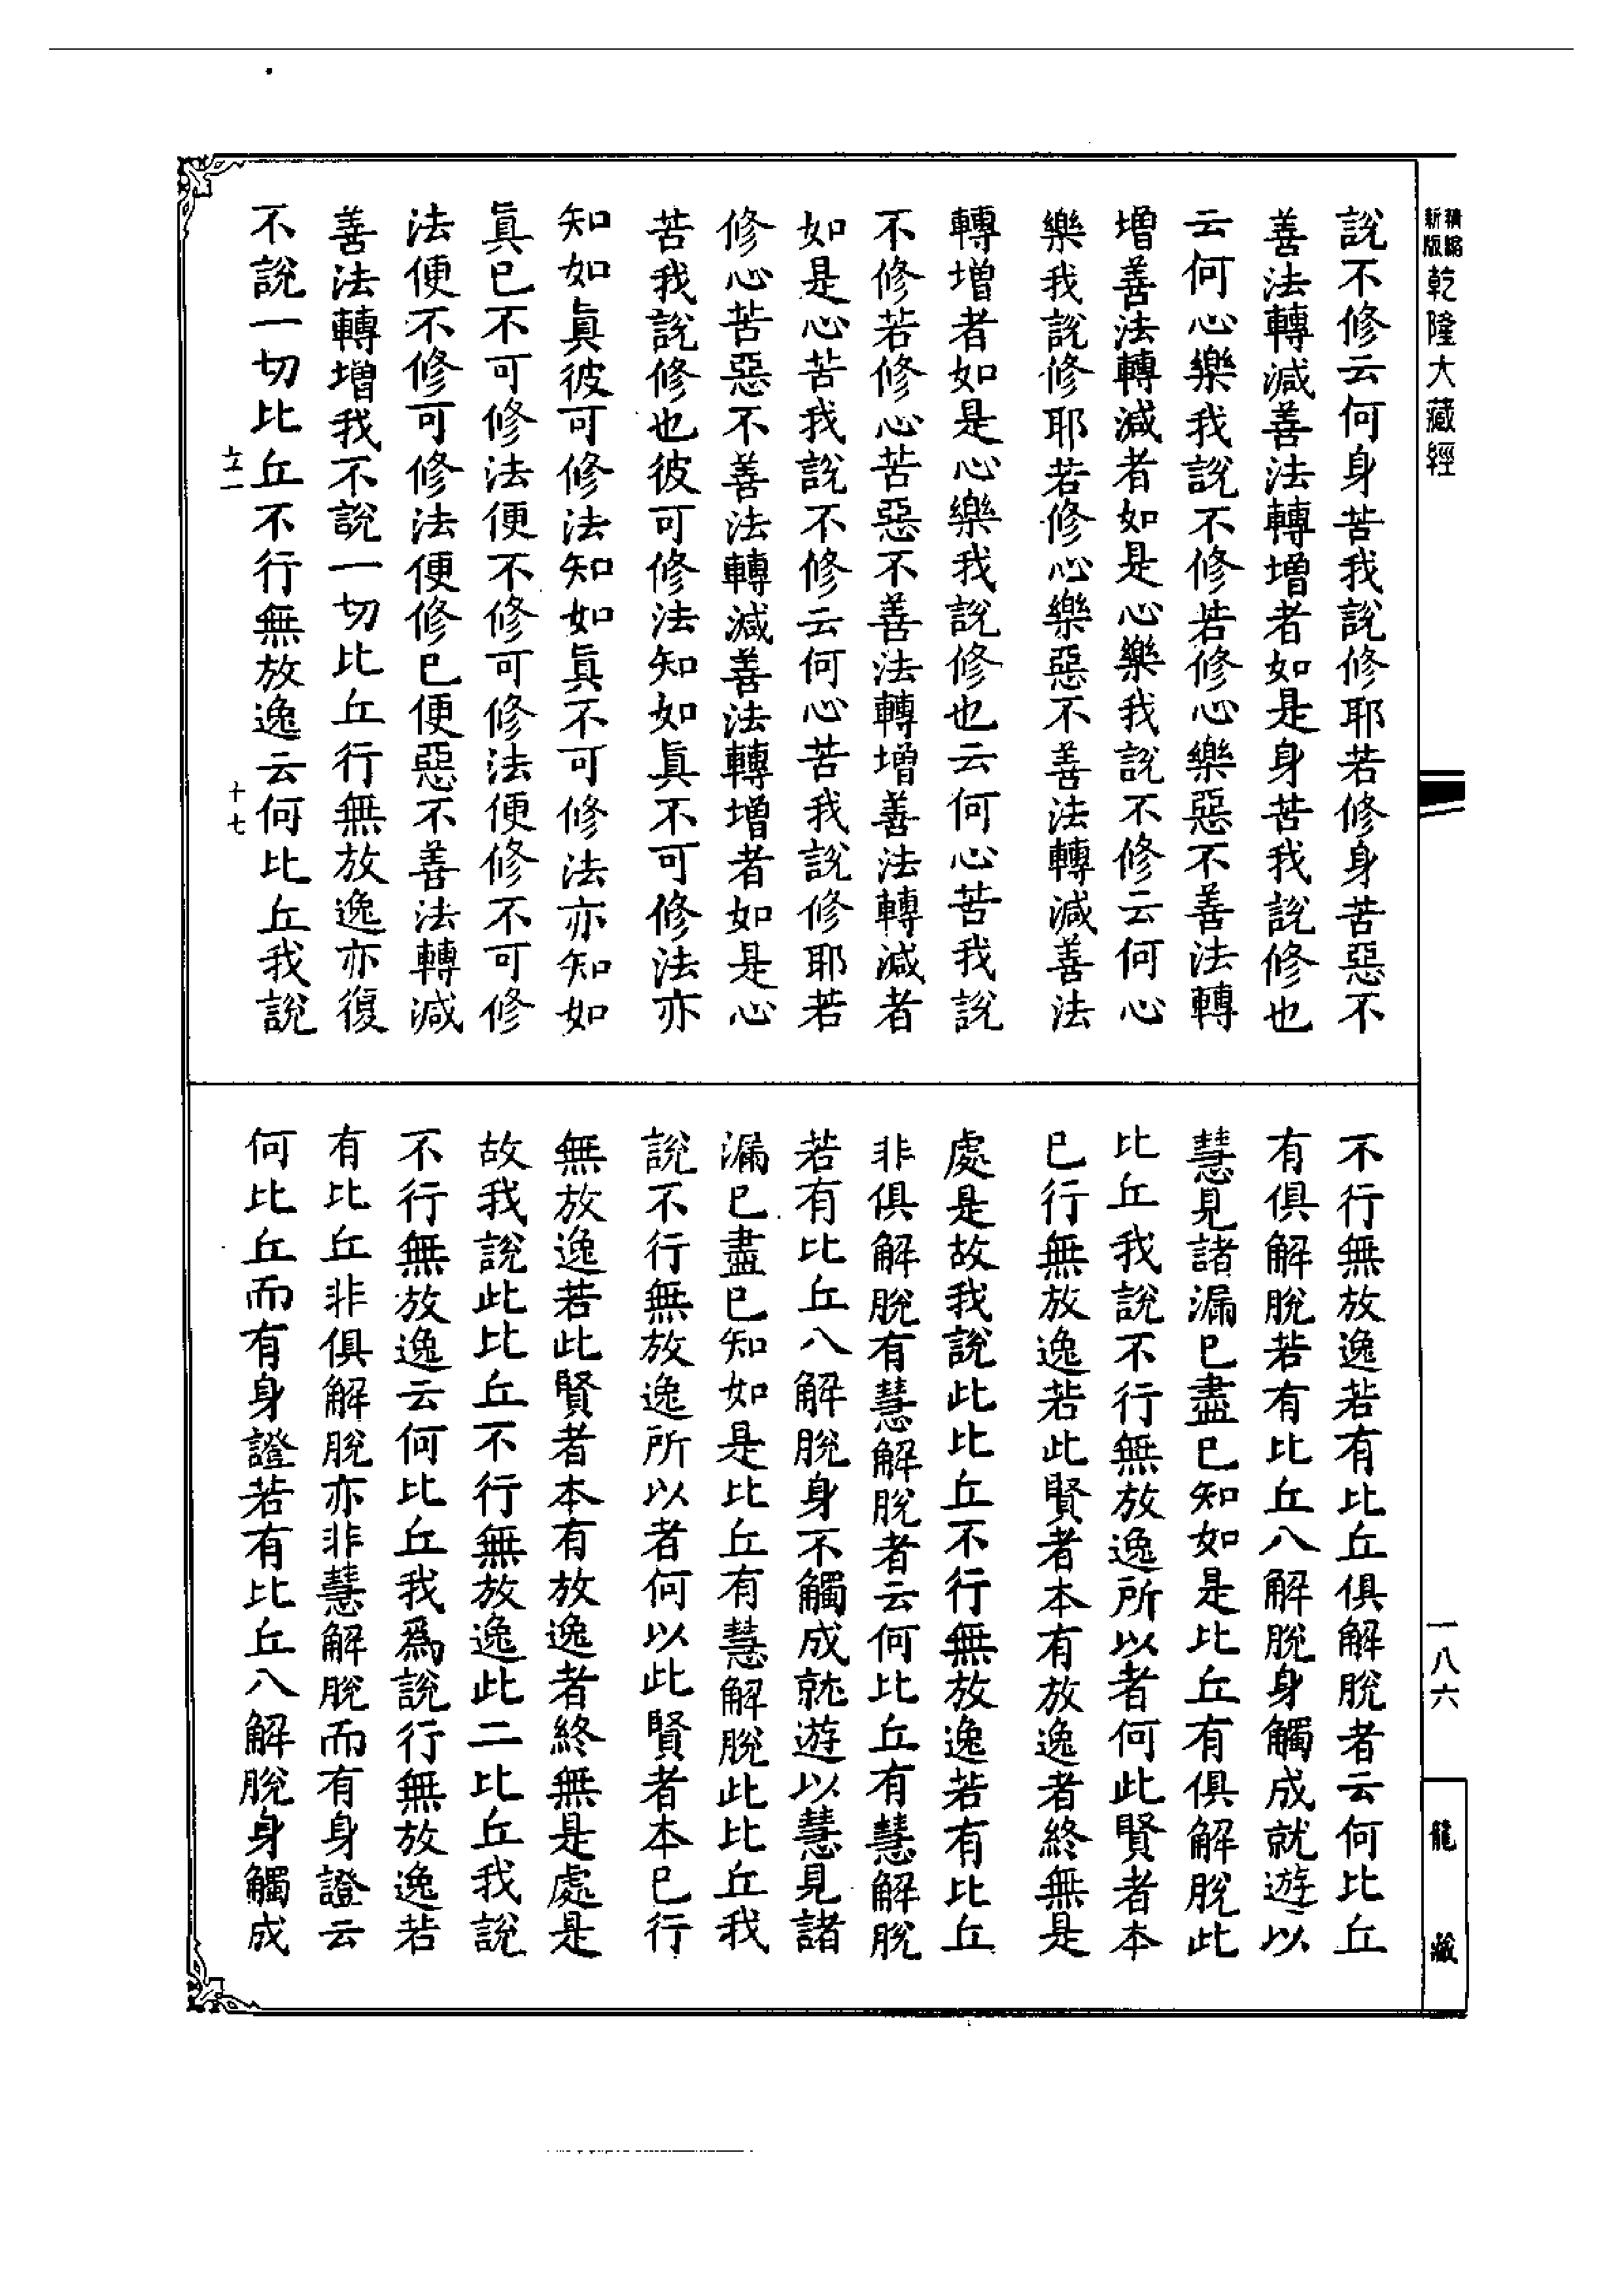 精縮
新版
乾隆大藏經
說不修云何身苦我說修耶若修身苦惡不
善法轉減善法轉增者如是身苦我說修也
云何心樂我說不修若修心樂惡不善法轉
增善法轉減者如是心樂我說不修云何心
樂我說修耶若修心樂惡不善法轉減善法
轉增者如是心樂我說修也云何心苦我說
不修若修心苦惡不善法轉增善法轉減者
如是心苦我說不修云何心苦我說修耶若
修心苦惡不善法轉減善法轉增者如是心
苦我說修也彼可修法知如真不可修法亦
知如真彼可修法知如真不可修法亦知如
真已不可修法便不修可修法便修不可修
法便不修可修法便修已便惡不善法轉減
善法轉增我不說一切比丘行無放逸亦復
不說一切比丘不行無放逸云何比丘我說
立一
十七
不行無放逸若有比丘俱解脫者云何比丘
有俱解脫若有比丘八解脫身觸成就遊以
慧見諸漏已盡已知如是比丘有俱解脫此
比丘我說不行無放逸所以者何此賢者本
已行無放逸若此賢者本有放逸者終無是
處是故我說此比丘不行無放逸若有比丘
非俱解脫有慧解脫者云何比丘有慧解脫
若有比丘八解脫身不觸成就遊以慧見諸
漏已盡已知如是比丘有慧解脫此比丘我
說不行無放逸所以者何以此賢者本已行
無放逸若此賢者本有放逸者終無是處是
故我說此比丘不行無放逸此二比丘我說
不行無放逸云何比丘我為說行無放逸若
有比丘非俱解脫亦非慧解脫而有身證云
何比丘而有身證若有比丘八解脫身觸成
一八六
龍藏